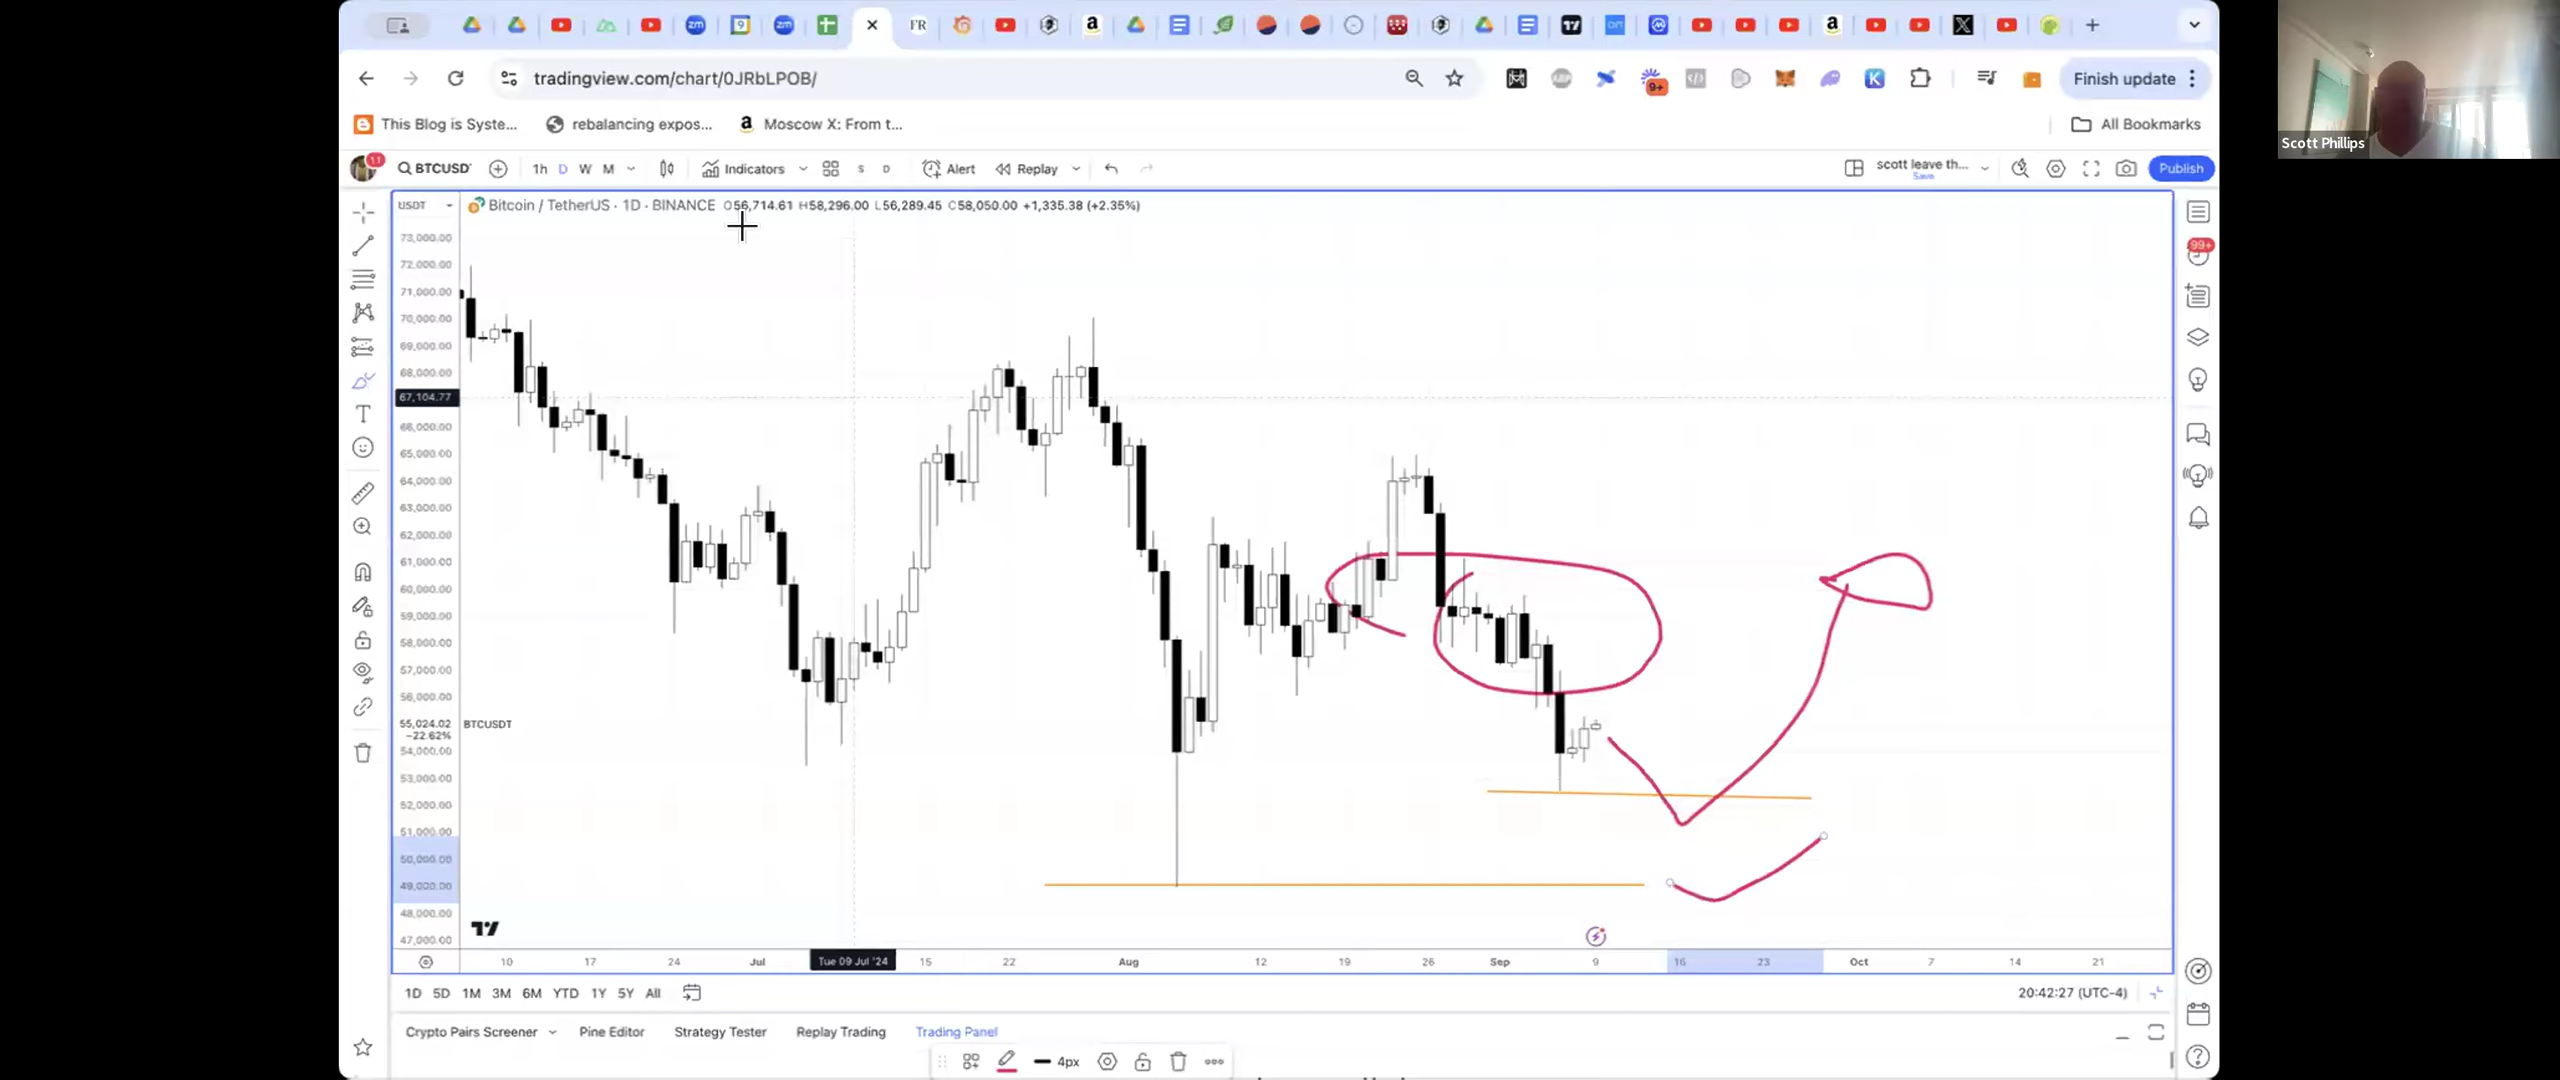 FR
tradingview.com/chart/0JRbLPOB/
9+
Finish update
This Blog is Syste...
rebalancing expos...
Moscow X: From t...
All Bookmarks
11
BTCUSD
1h D W M
Indicators
S D
Alert
Replay
scott leave th...
Save
Publish
USDT
Bitcoin / TetherUS · 1D · BINANCE O56,714.61 H58,296.00 L56,289.45 C58,050.00 +1,335.38 (+2.35%)
73,000.00
72,000.00
71,000.00
70,000.00
69,000.00
68,000.00
67,104.77
66,000.00
65,000.00
64,000.00
63,000.00
62,000.00
61,000.00
60,000.00
59,000.00
58,000.00
57,000.00
56,000.00
55,024.02 BTCUSDT
−22.62%
54,000.00
53,000.00
52,000.00
51,000.00
50,000.00
49,000.00
48,000.00
47,000.00
99+
10 17 24 Jul Tue 09 Jul '24 15 22 Aug 12 19 26 Sep 9 16 23 Oct 7 14 21
1D 5D 1M 3M 6M YTD 1Y 5Y All
20:42:27 (UTC-4)
Crypto Pairs Screener Pine Editor Strategy Tester Replay Trading Trading Panel
4px
Scott Phillips